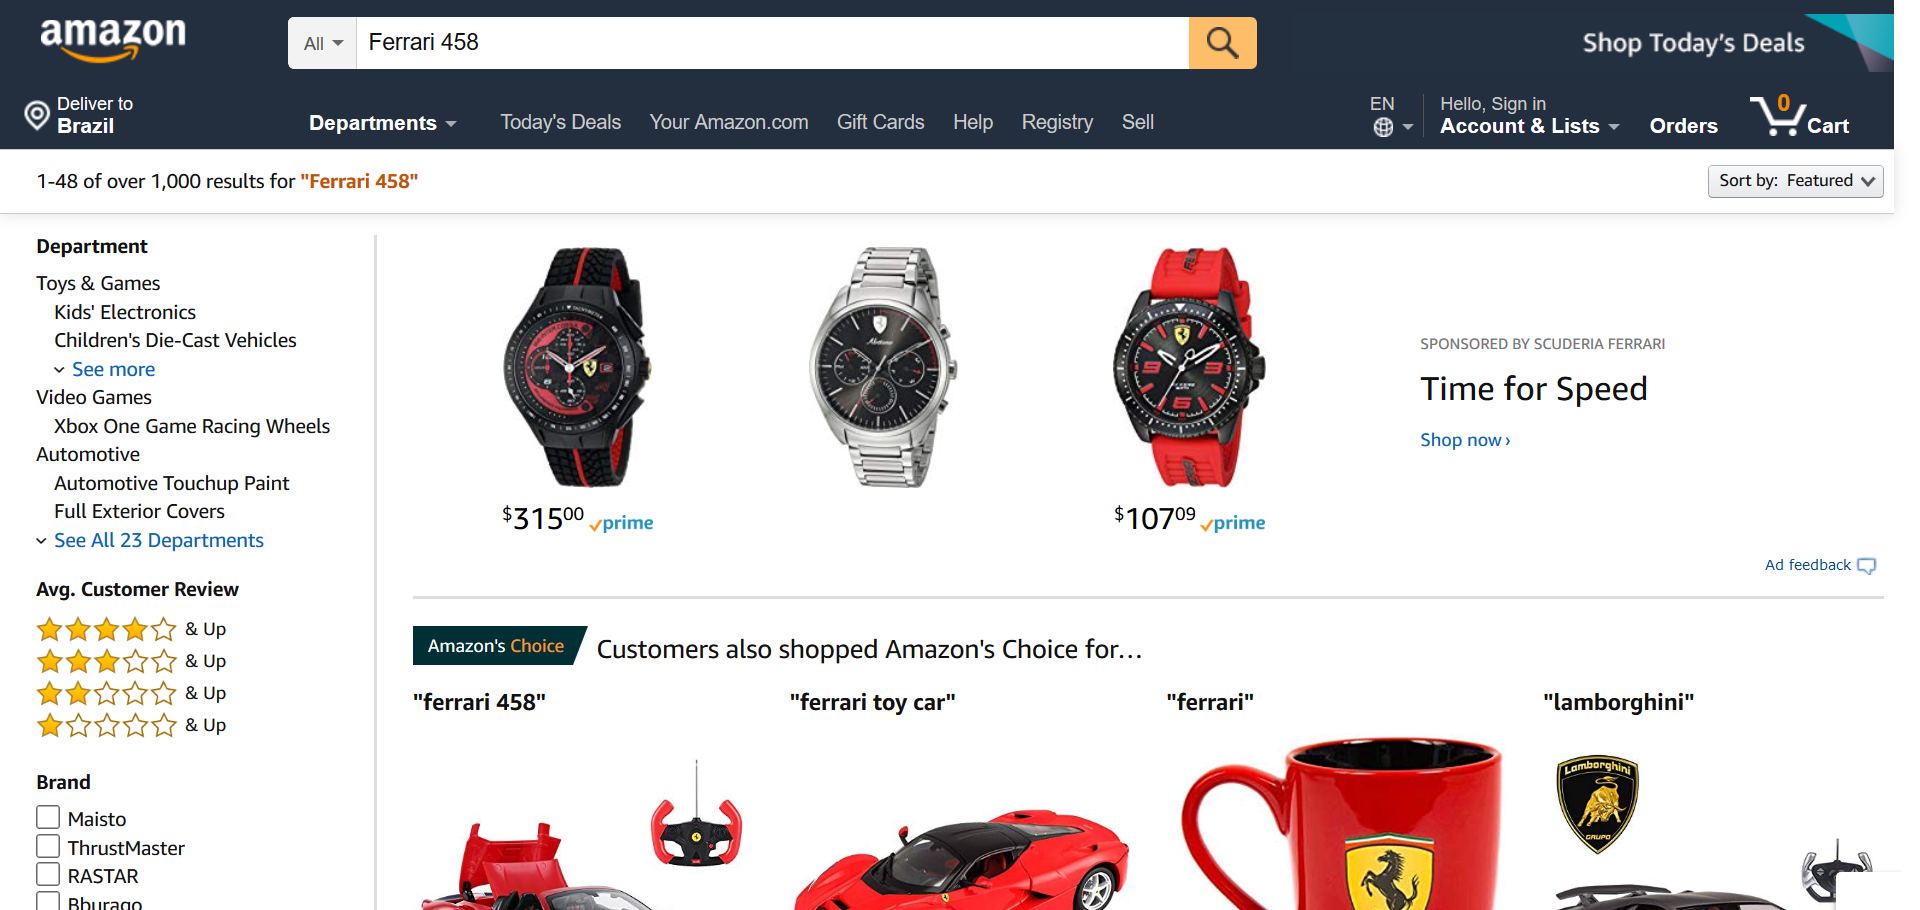 amazon
All
Ferrari 458
Shop Today's Deals
Deliver to
Brazil
Departments
Today's Deals
Your Amazon.com
Gift Cards
Help
Registry
Sell
EN
Hello, Sign in
Account & Lists
Orders
0
Cart
1-48 of over 1,000 results for "Ferrari 458"
Sort by: Featured
Department
Toys & Games
Kids' Electronics
Children's Die-Cast Vehicles
See more
Video Games
Xbox One Game Racing Wheels
Automotive
Automotive Touchup Paint
Full Exterior Covers
See All 23 Departments
Avg. Customer Review
& Up
& Up
& Up
& Up
Brand
Maisto
ThrustMaster
RASTAR
Bburago
$31500 prime
$10709 prime
SPONSORED BY SCUDERIA FERRARI
Time for Speed
Shop now ›
Ad feedback
Amazon's Choice
Customers also shopped Amazon's Choice for…
"ferrari 458"
"ferrari toy car"
"ferrari"
"lamborghini"
Lamborghini
GRUPO